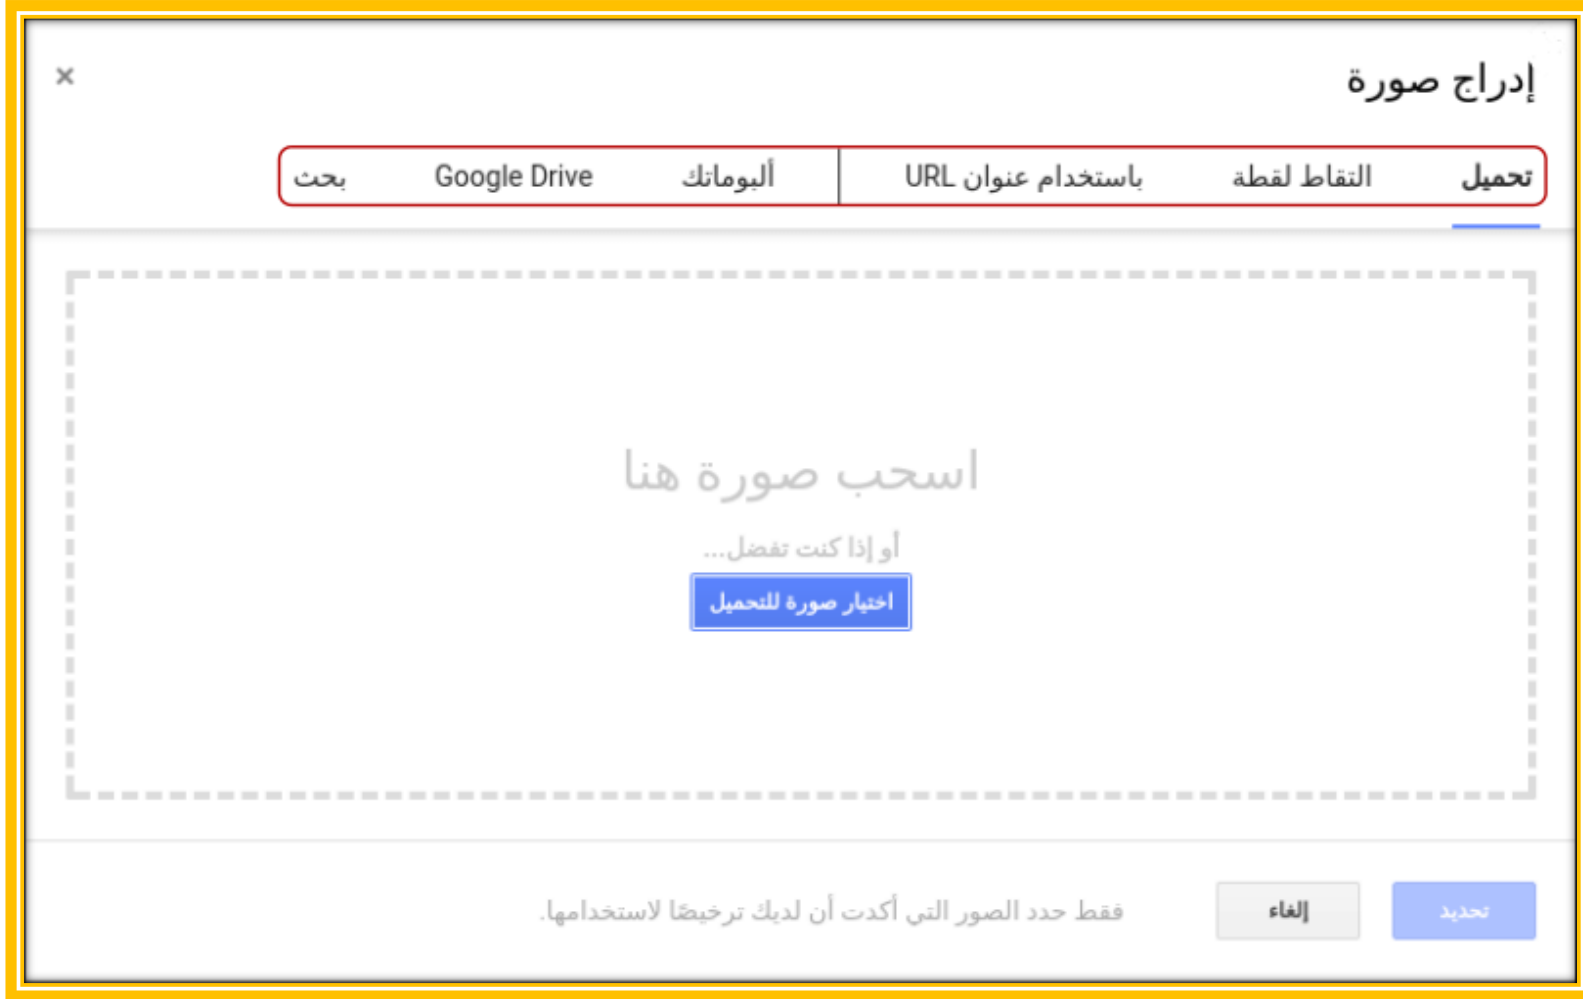 إدراج صورة
×
تحميل التقاط لقطة باستخدام عنوان URL ألبوماتك Google Drive بحث
اسحب صورة هنا
أو إذا كنت تفضل...
اختيار صورة للتحميل
تحديد إلغاء فقط حدد الصور التي أكدت أن لديك ترخيصًا لاستخدامها.